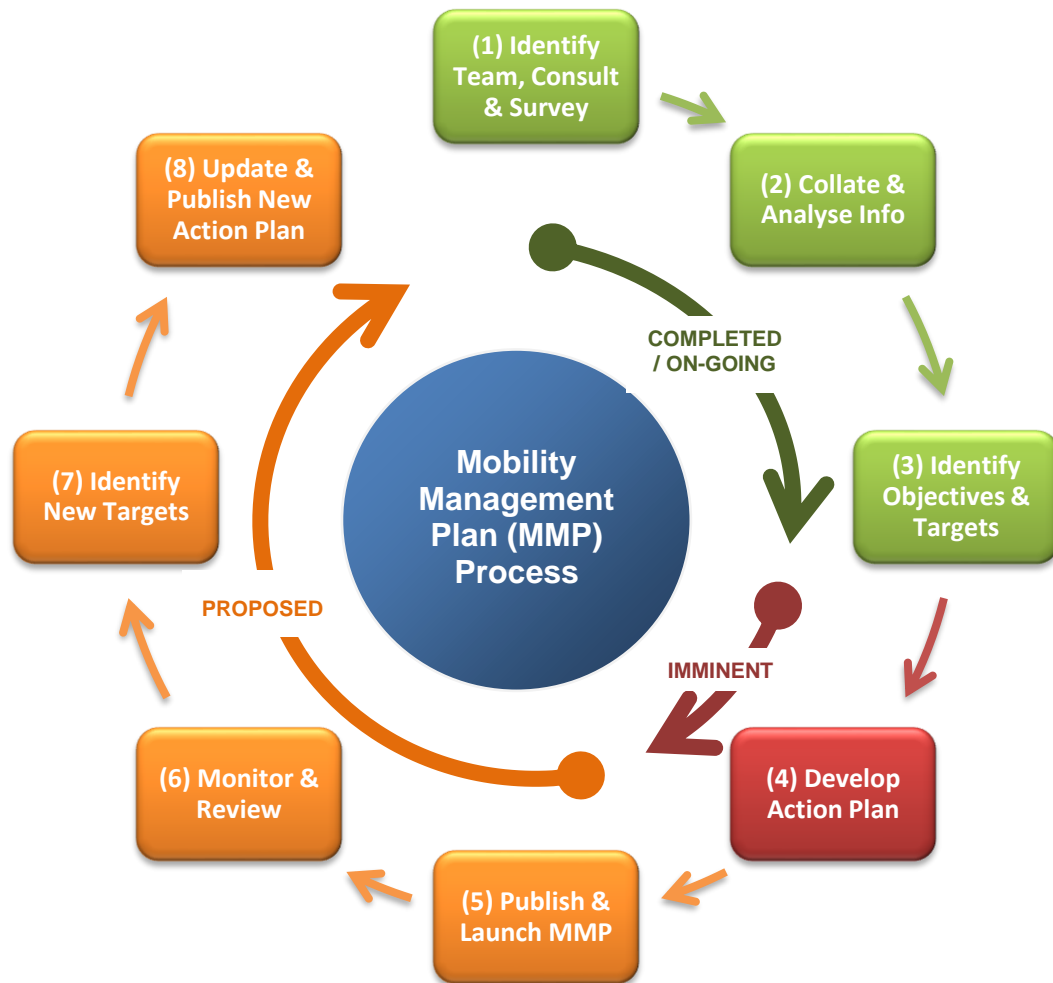 (1) Identify
Team, Consult
& Survey
(2) Collate &
Analyse Info
(3) Identify
Objectives &
Targets
(4) Develop
Action Plan
(5) Publish &
Launch MMP
(6) Monitor &
Review
(7) Identify
New Targets
(8) Update &
Publish New
Action Plan
COMPLETED
/ ON-GOING
IMMINENT
PROPOSED
Mobility
Management
Plan (MMP)
Process